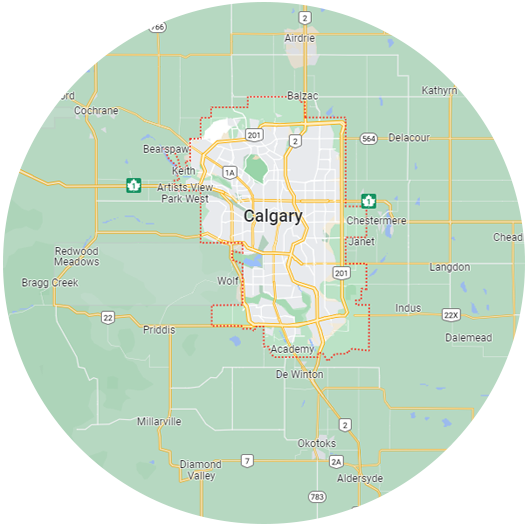 2
766
Airdrie
Kathyrn
Balzac
Cochrane
201
2
564
Delacour
Bearspaw
Keith
1A
1
Artists View
Park West
1
Calgary
Chestermere
Janet
Redwood
Meadows
Langdon
201
Wolf
Bragg Creek
Indus
22X
22
Priddis
Dalemead
Academy
De Winton
Millarville
2
Okotoks
7
2A
Diamond
Valley
Aldersyde
783